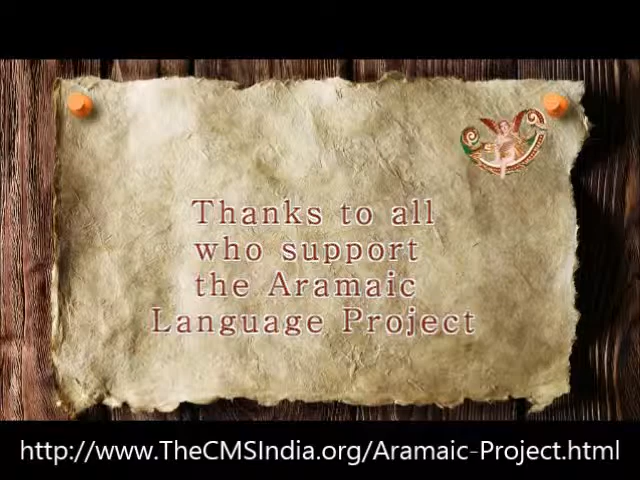 Thanks to all
who support
the Aramaic
Language Project
http://www.TheCMSIndia.org/Aramaic-Project.html